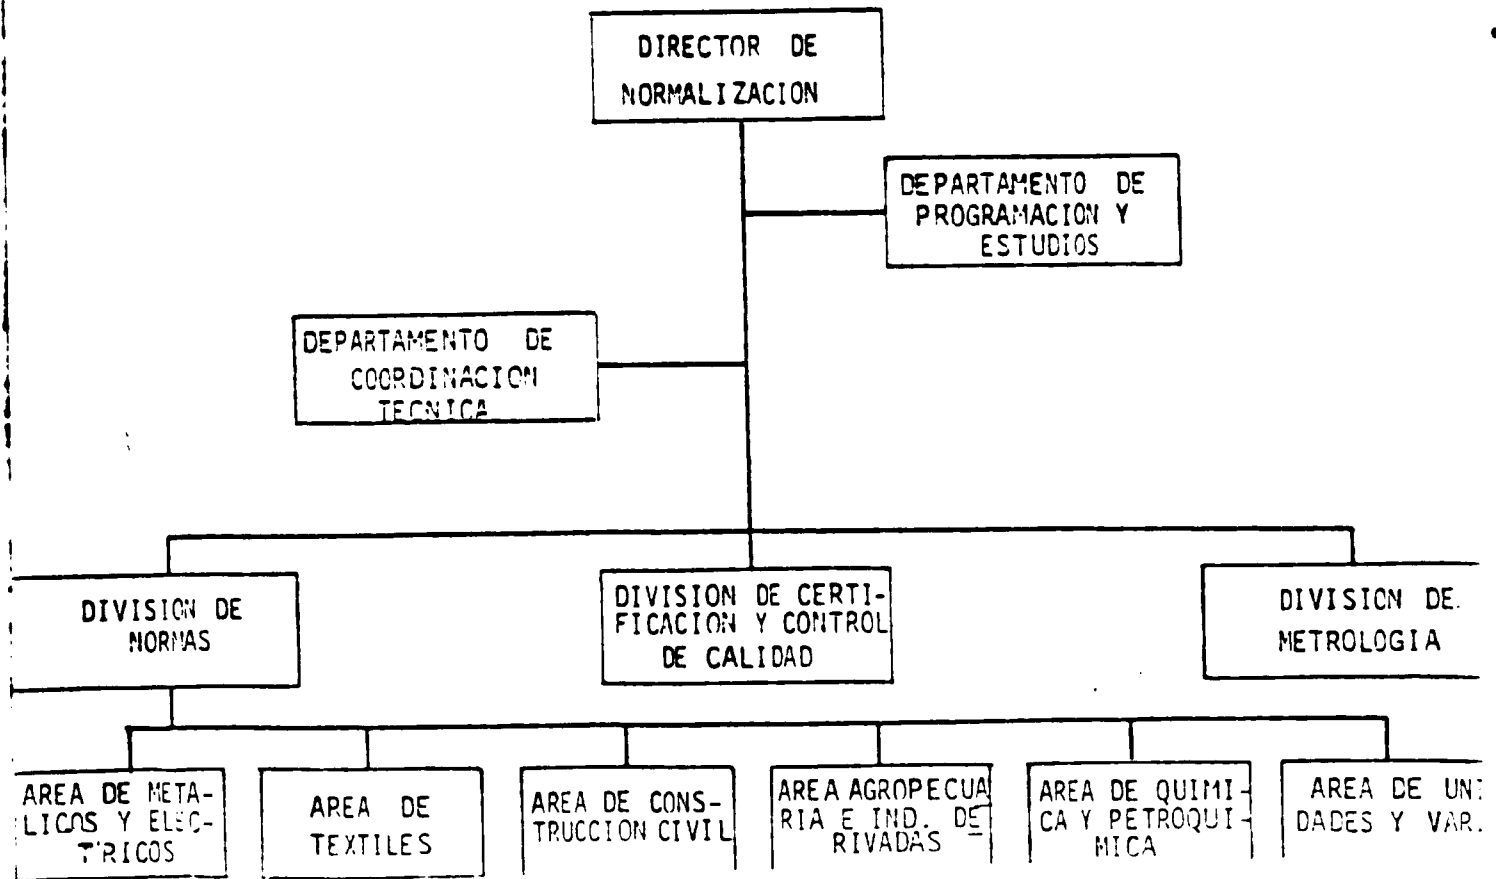 DIRECTOR DE
NORMALIZACION
DEPARTAMENTO DE
PROGRAMACION Y
ESTUDIOS
DEPARTAMENTO DE
COORDINACION
TECNICA
DIVISION DE
NORMAS
DIVISION DE CERTI-
FICACION Y CONTROL
DE CALIDAD
DIVISION DE
METROLOGIA
AREA DE META-
LICOS Y ELEC-
TRICOS
AREA DE
TEXTILES
AREA DE CONS-
TRUCCION CIVIL
AREA AGROPECUA
RIA E IND. DE
RIVADAS
AREA DE QUIMI-
CA Y PETROQUI-
MICA
AREA DE UNI
DADES Y VAR.